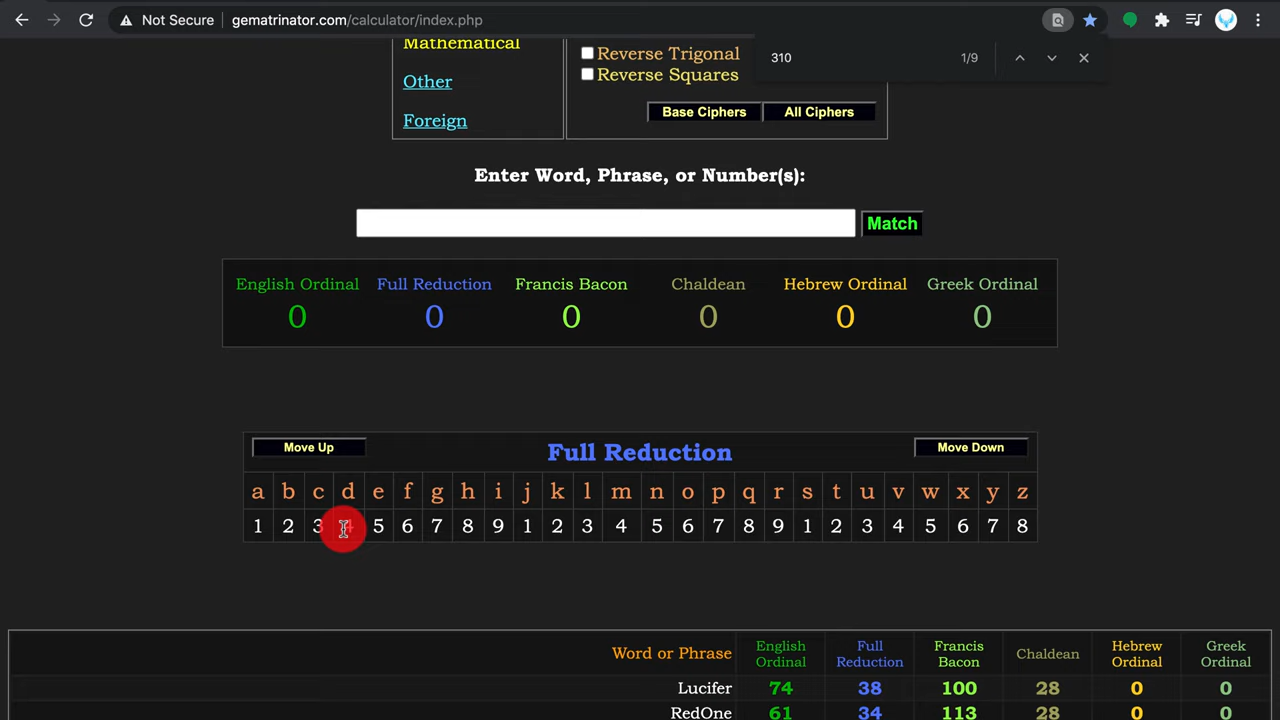 Not Secure gematrinator.com/calculator/index.php
310 1/9
Mathematical
Other
Foreign
Reverse Trigonal
Reverse Squares
Base Ciphers All Ciphers
Enter Word, Phrase, or Number(s):
Match
English Ordinal Full Reduction Francis Bacon Chaldean Hebrew Ordinal Greek Ordinal
0 0 0 0 0 0
Move Up Full Reduction Move Down
a b c d e f g h i j k l m n o p q r s t u v w x y z
1 2 3 4 5 6 7 8 9 1 2 3 4 5 6 7 8 9 1 2 3 4 5 6 7 8
Word or Phrase English Ordinal Full Reduction Francis Bacon Chaldean Hebrew Ordinal Greek Ordinal
Lucifer 74 38 100 28 0 0
RedOne 61 34 113 28 0 0